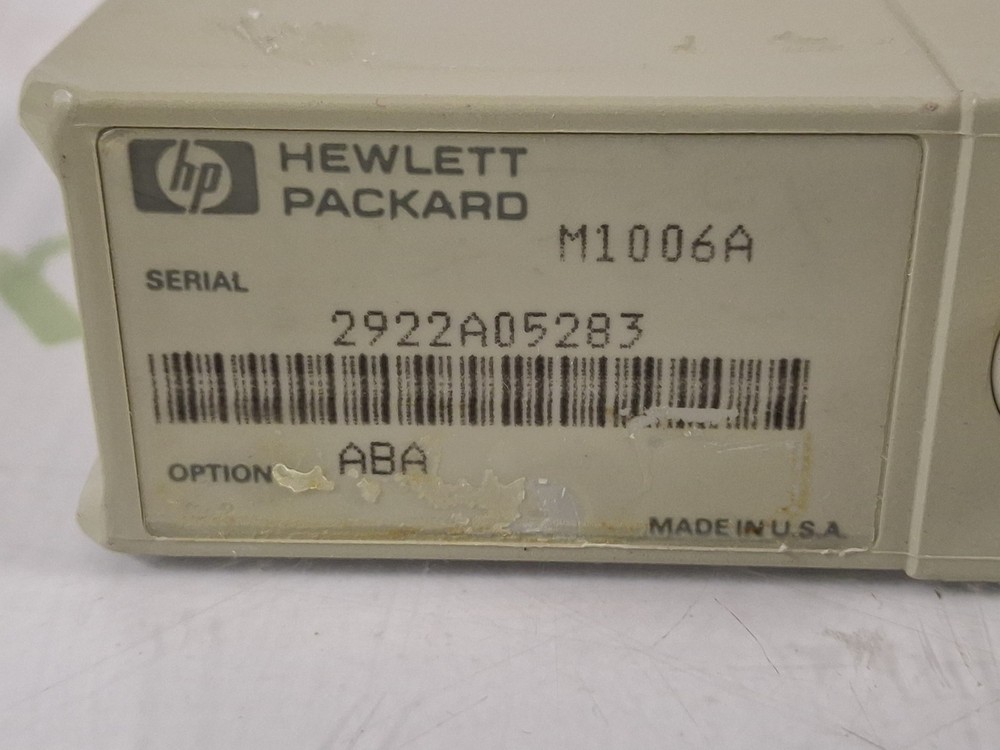 hp HEWLETT
PACKARD
M1006A
SERIAL
2922A05283
OPTION ABA
MADE IN U.S.A.